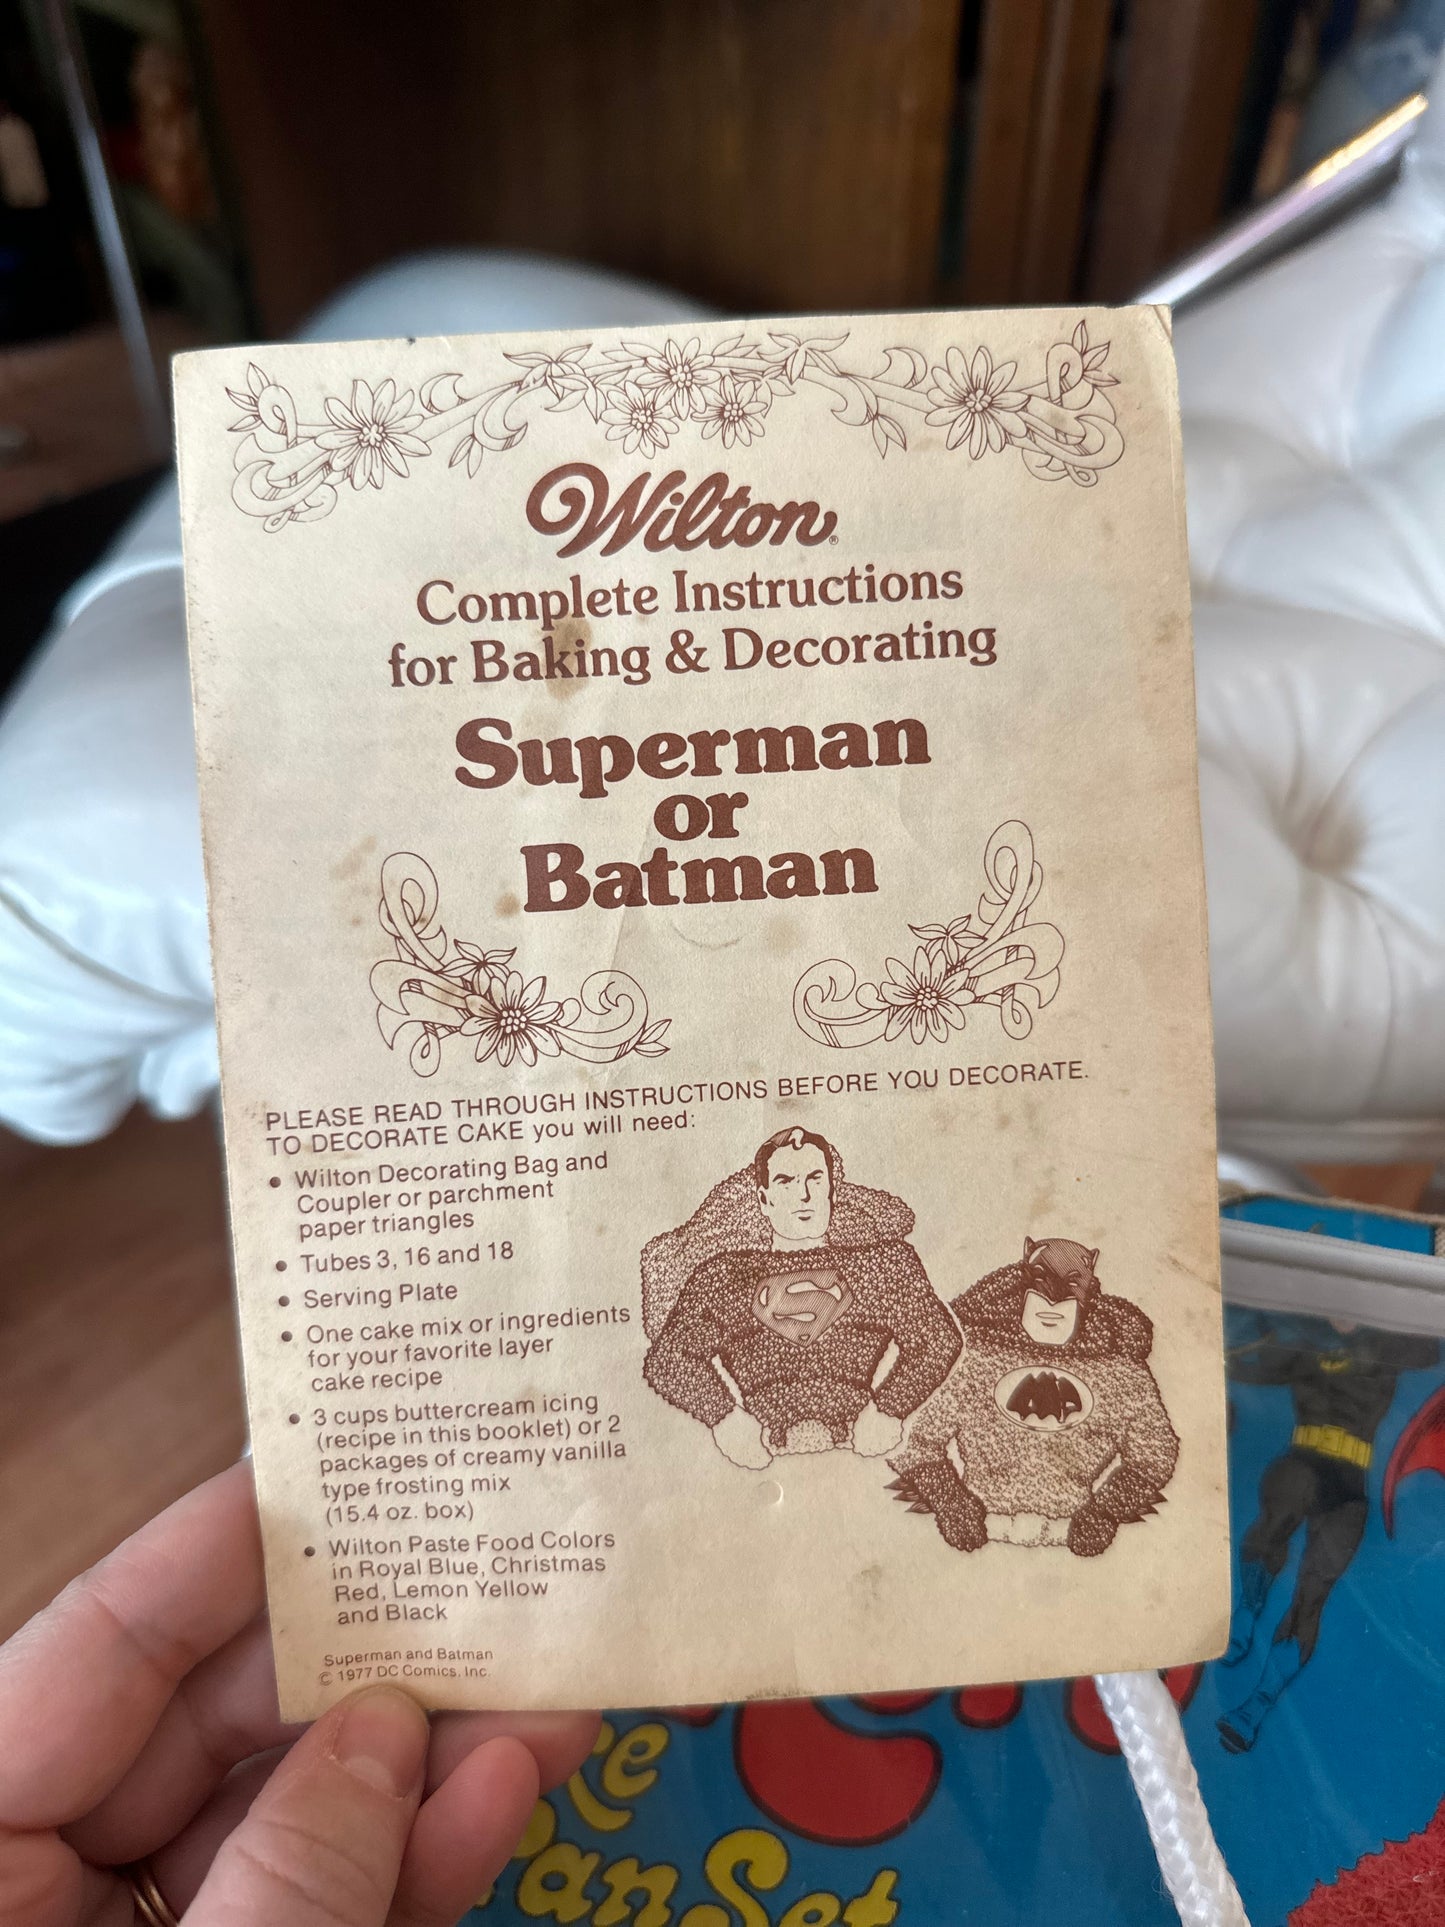 Wilton®
Complete Instructions
for Baking & Decorating
Superman
or
Batman
PLEASE READ THROUGH INSTRUCTIONS BEFORE YOU DECORATE.
TO DECORATE CAKE you will need:
• Wilton Decorating Bag and
Coupler or parchment
paper triangles
• Tubes 3, 16 and 18
• Serving Plate
• One cake mix or ingredients
for your favorite layer
cake recipe
• 3 cups buttercream icing
(recipe in this booklet) or 2
packages of creamy vanilla
type frosting mix
(15.4 oz. box)
• Wilton Paste Food Colors
in Royal Blue, Christmas
Red, Lemon Yellow
and Black
Superman and Batman
© 1977 DC Comics, Inc.
Pan Set